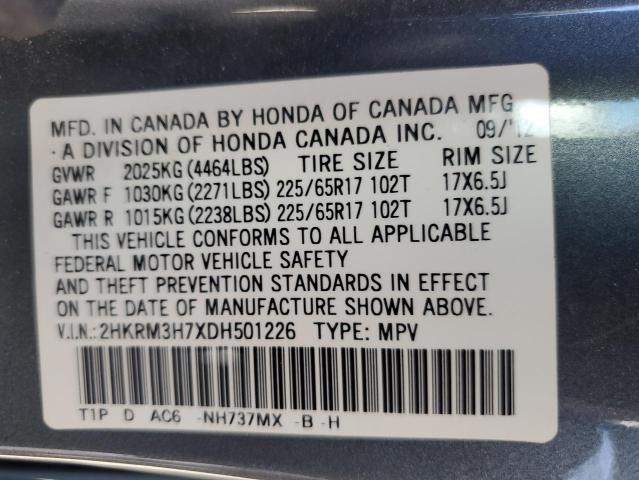 MFD. IN CANADA BY HONDA OF CANADA MFG
·A DIVISION OF HONDA CANADA INC. 09/'12
GVWR 2025KG(4464LBS) TIRE SIZE RIM SIZE
GAWR F 1030KG(2271LBS) 225/65R17 102T 17X6.5J
GAWR R 1015KG(2238LBS) 225/65R17 102T 17X6.5J
THIS VEHICLE CONFORMS TO ALL APPLICABLE
FEDERAL MOTOR VEHICLE SAFETY
AND THEFT PREVENTION STANDARDS IN EFFECT
ON THE DATE OF MANUFACTURE SHOWN ABOVE.
V.I.N.:2HKRM3H7XDH501226 TYPE: MPV
T1P D AC6 -NH737MX -B -H